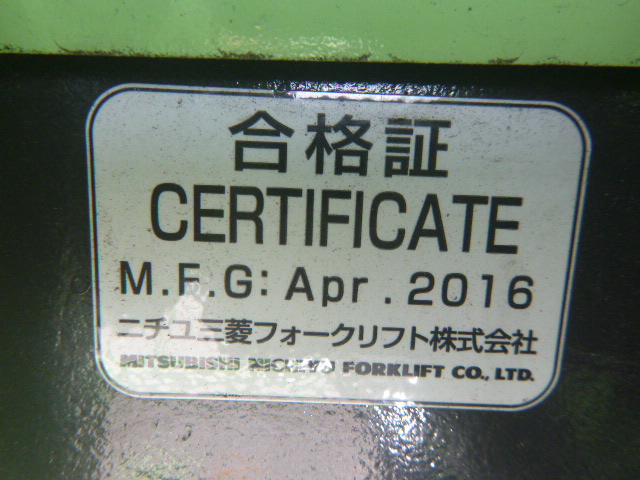 合格証
CERTIFICATE
M.F.G: Apr. 2016
ニチユ三菱フォークリフト株式会社
MITSUBISHI NICHIYU FORKLIFT CO., LTD.